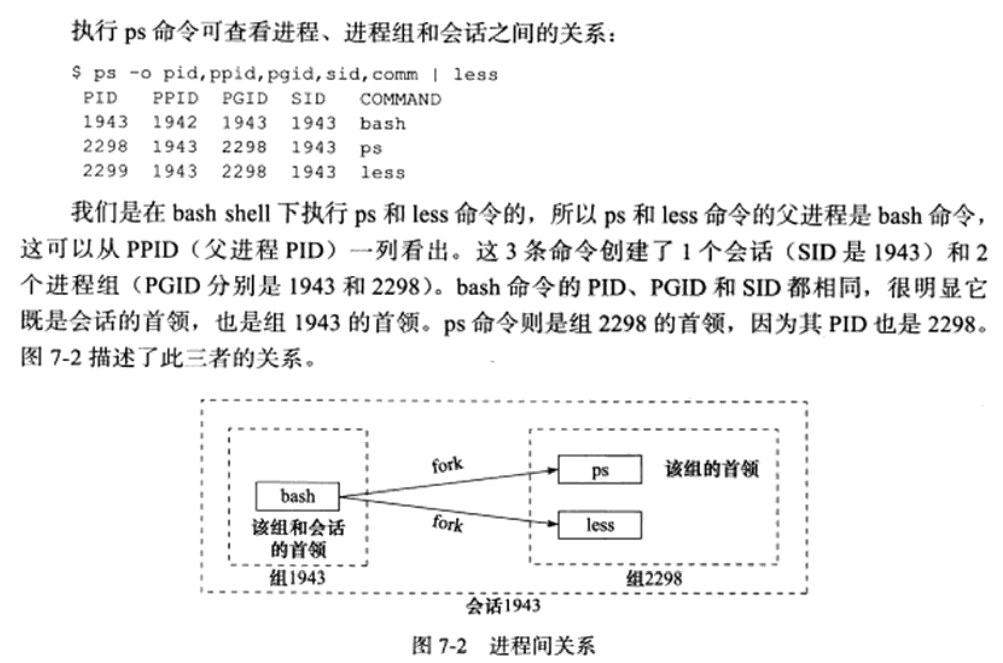 执行 ps 命令可查看进程、进程组和会话之间的关系：
$ ps -o pid,ppid,pgid,sid,comm | less
PID PPID PGID SID COMMAND
1943 1942 1943 1943 bash
2298 1943 2298 1943 ps
2299 1943 2298 1943 less
我们是在 bash shell 下执行 ps 和 less 命令的，所以 ps 和 less 命令的父进程是 bash 命令，
这可以从 PPID（父进程 PID）一列看出。这 3 条命令创建了 1 个会话（SID 是 1943）和 2
个进程组（PGID 分别是 1943 和 2298）。bash 命令的 PID、PGID 和 SID 都相同，很明显它
既是会话的首领，也是组 1943 的首领。ps 命令则是组 2298 的首领，因为其 PID 也是 2298。
图 7-2 描述了此三者的关系。
fork
ps 该组的首领
bash
fork
less
该组和会话
的首领
组1943
组2298
会话1943
图 7-2 进程间关系